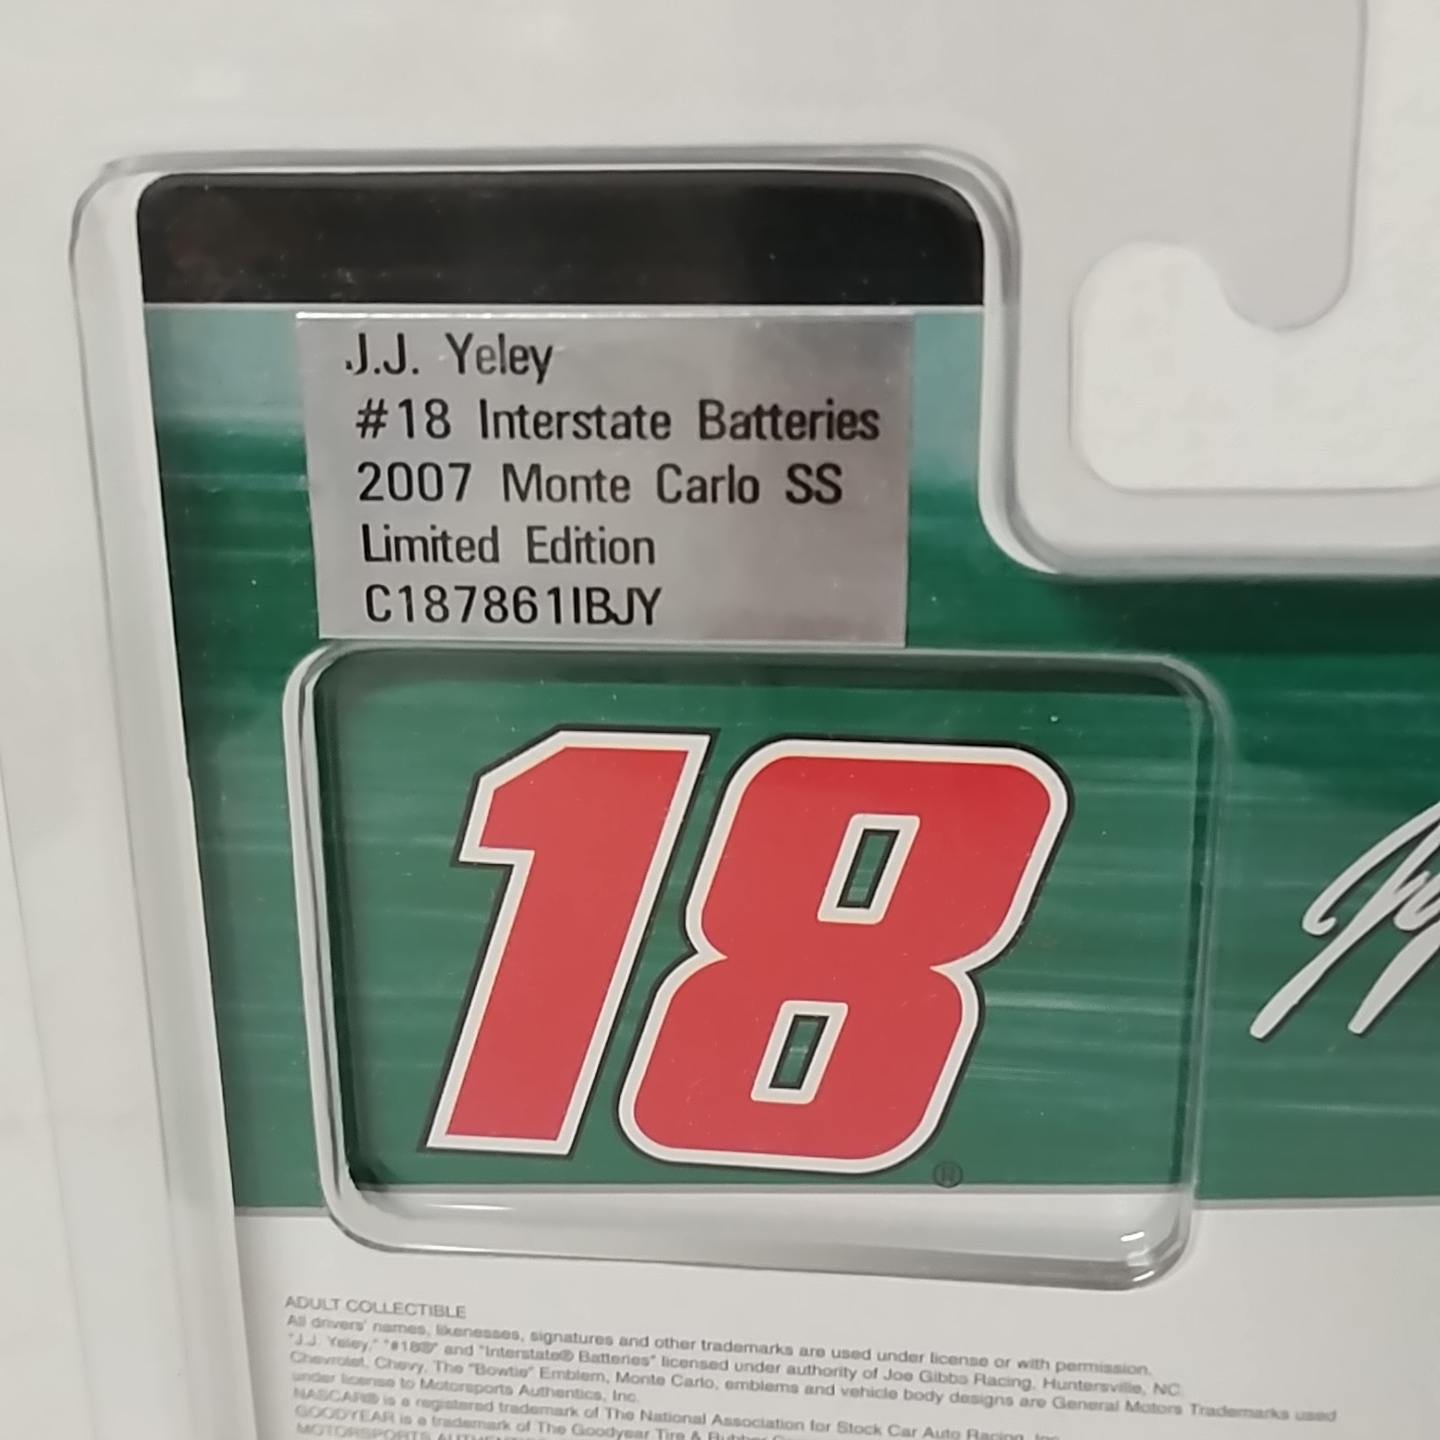 J.J. Yeley
#18 Interstate Batteries
2007 Monte Carlo SS
Limited Edition
C187861IBJY
18
®
ADULT COLLECTIBLE
All drivers' names, likenesses, signatures and other trademarks are used under license or with permission.
"J.J. Yeley," "#18®" and "Interstate® Batteries" licensed under authority of Joe Gibbs Racing, Huntersville, NC.
Chevrolet, Chevy, The "Bowtie" Emblem, Monte Carlo, emblems and vehicle body designs are General Motors Trademarks used
under license to Motorsports Authentics, Inc.
NASCAR® is a registered trademark of The National Association for Stock Car Auto Racing, Inc.
GOODYEAR is a trademark of The Goodyear Tire & Rubber
MOTORSPORTS